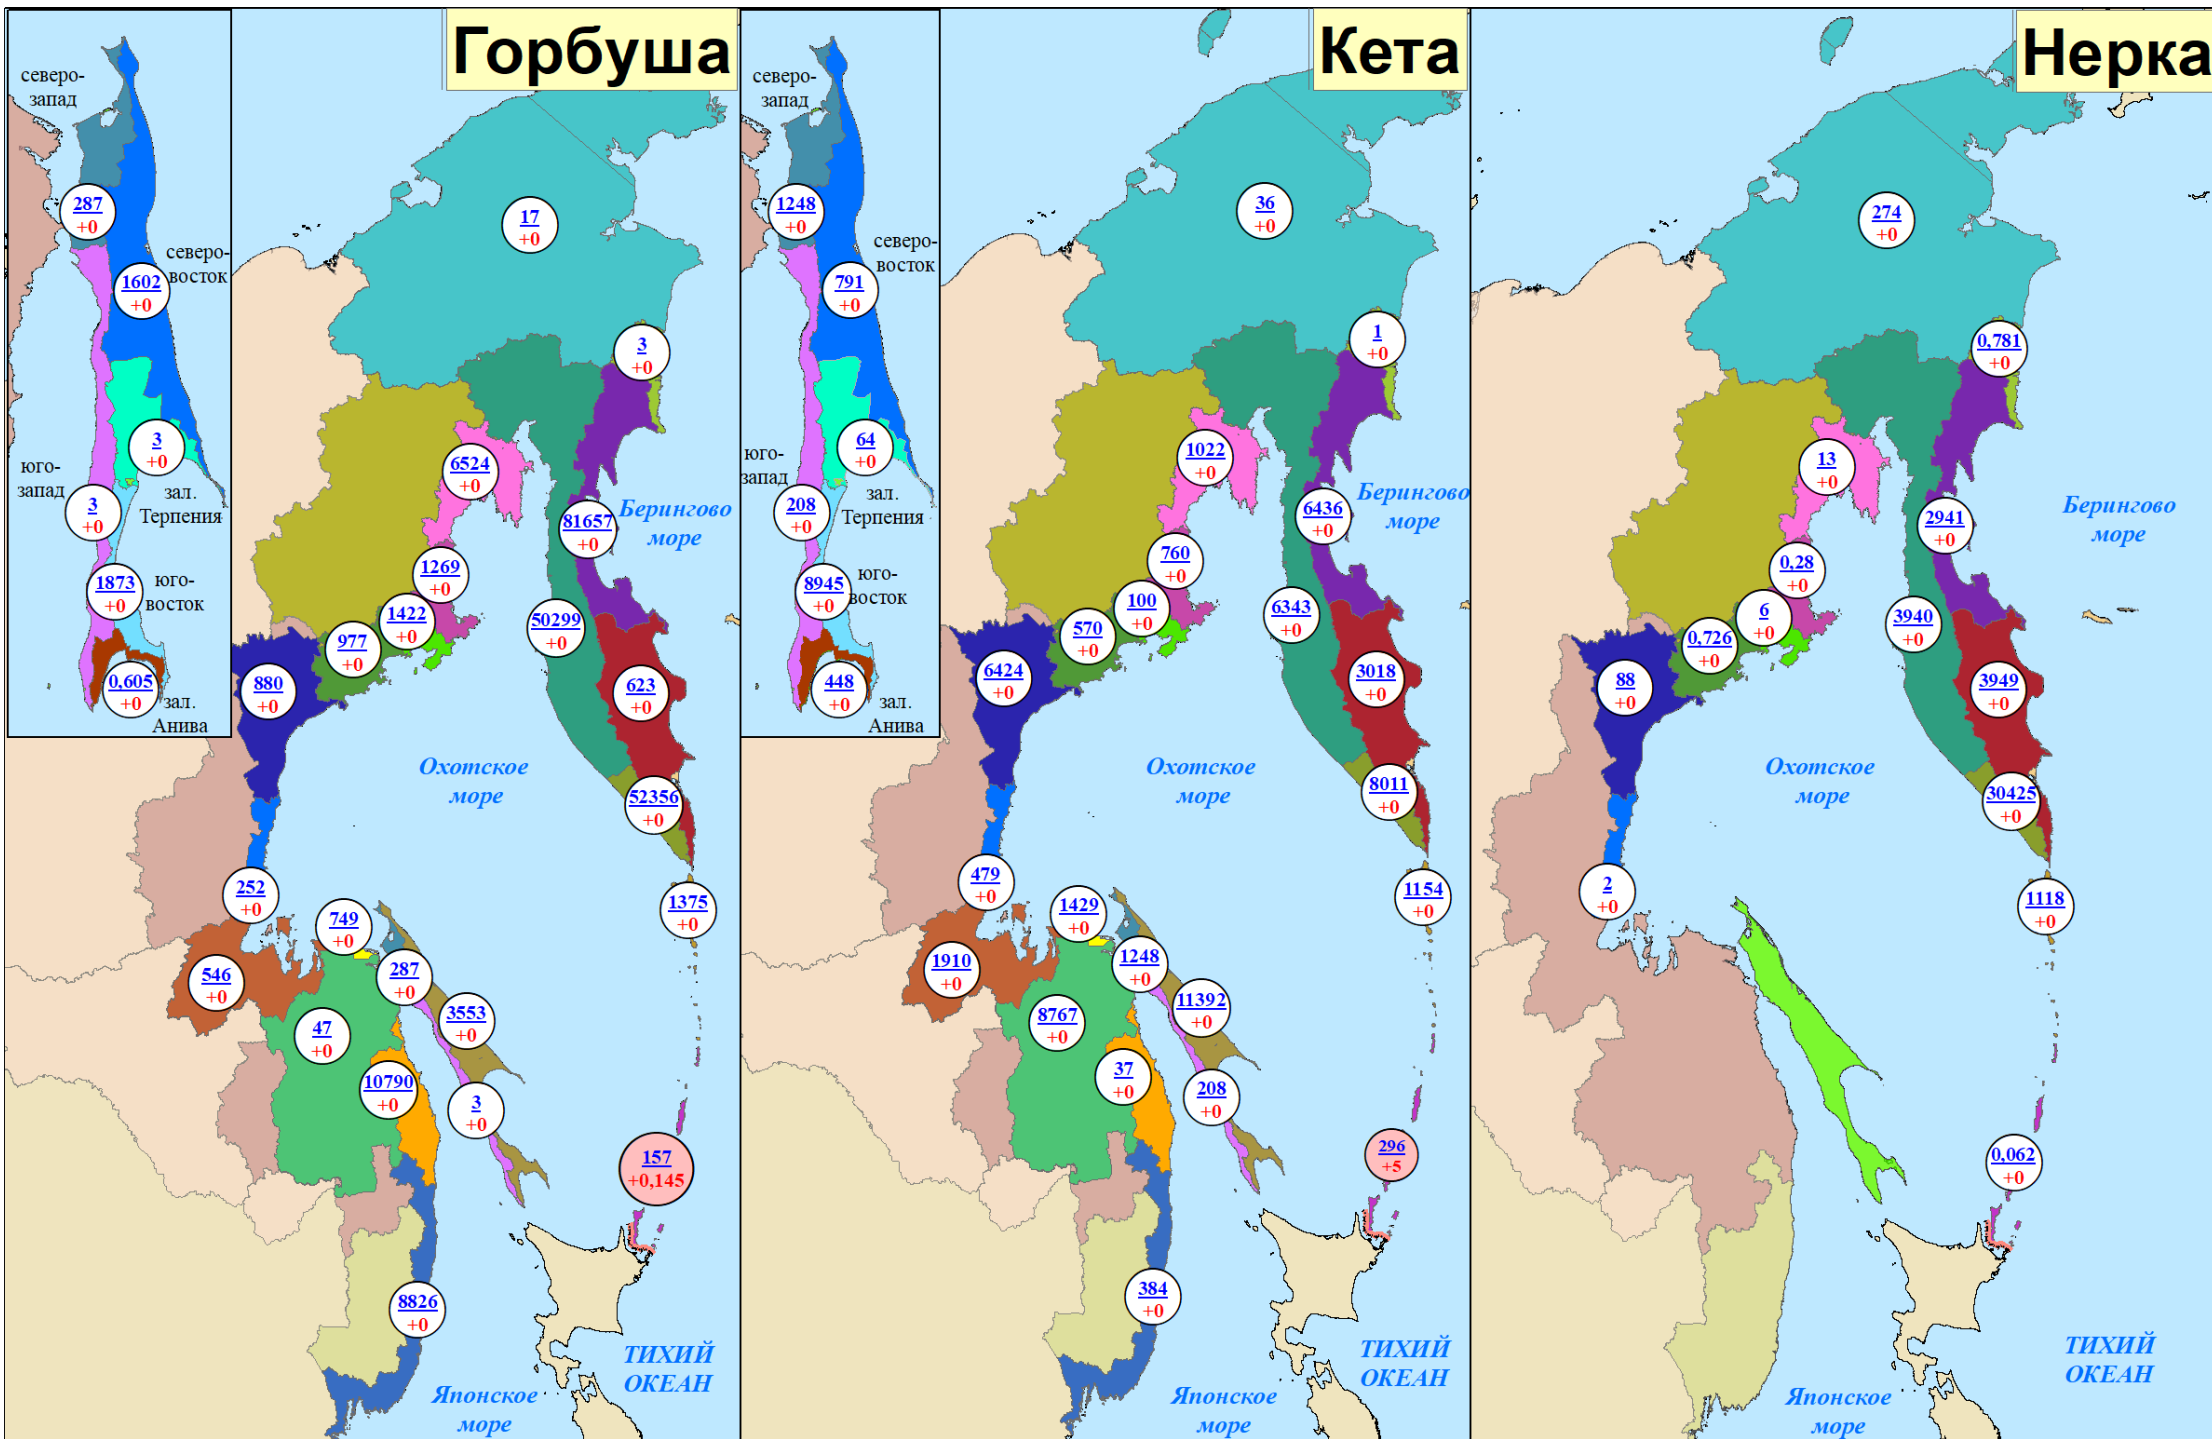 Горбуша
северо-
запад
287
+0
северо-
восток
1602
+0
3
+0
юго-
запад
3
+0
зал.
Терпения
1873
+0
юго-
восток
0,605
+0
зал.
Анива
17
+0
3
+0
6524
+0
81657
+0
Берингово
море
1269
+0
1422
+0
977
+0
50299
+0
880
+0
623
+0
Охотское
море
52356
+0
252
+0
749
+0
1375
+0
546
+0
287
+0
3553
+0
47
+0
10790
+0
3
+0
157
+0,145
8826
+0
ТИХИЙ
ОКЕАН
Японское
море
Кета
северо-
запад
1248
+0
северо-
восток
791
+0
64
+0
юго-
запад
208
+0
зал.
Терпения
8945
+0
юго-
восток
448
+0
зал.
Анива
36
+0
1
+0
1022
+0
6436
+0
Берингово
море
760
+0
100
+0
570
+0
6343
+0
6424
+0
3018
+0
Охотское
море
8011
+0
479
+0
1429
+0
1154
+0
1910
+0
1248
+0
11392
+0
8767
+0
37
+0
208
+0
296
+5
384
+0
ТИХИЙ
ОКЕАН
Японское
море
Нерка
274
+0
0,781
+0
13
+0
2941
+0
Берингово
море
0,28
+0
6
+0
0,726
+0
3940
+0
88
+0
3949
+0
Охотское
море
30425
+0
2
+0
1118
+0
0,062
+0
ТИХИЙ
ОКЕАН
Японское
море